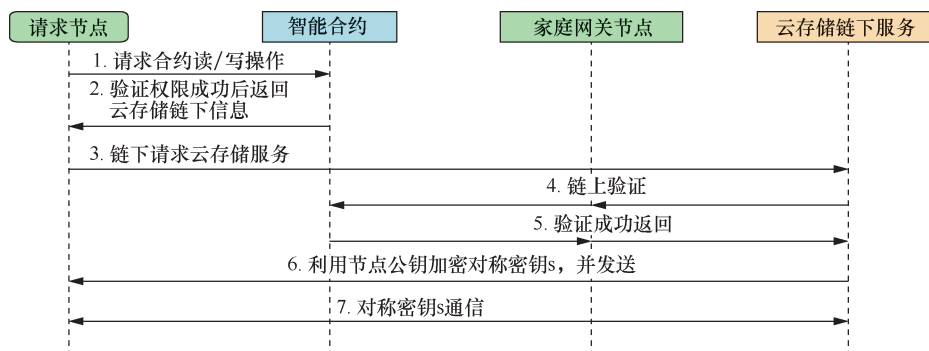 请求节点
智能合约
家庭网关节点
云存储链下服务
1. 请求合约读/写操作
2. 验证权限成功后返回
云存储链下信息
3. 链下请求云存储服务
4. 链上验证
5. 验证成功返回
6. 利用节点公钥加密对称密钥s，并发送
7. 对称密钥s通信